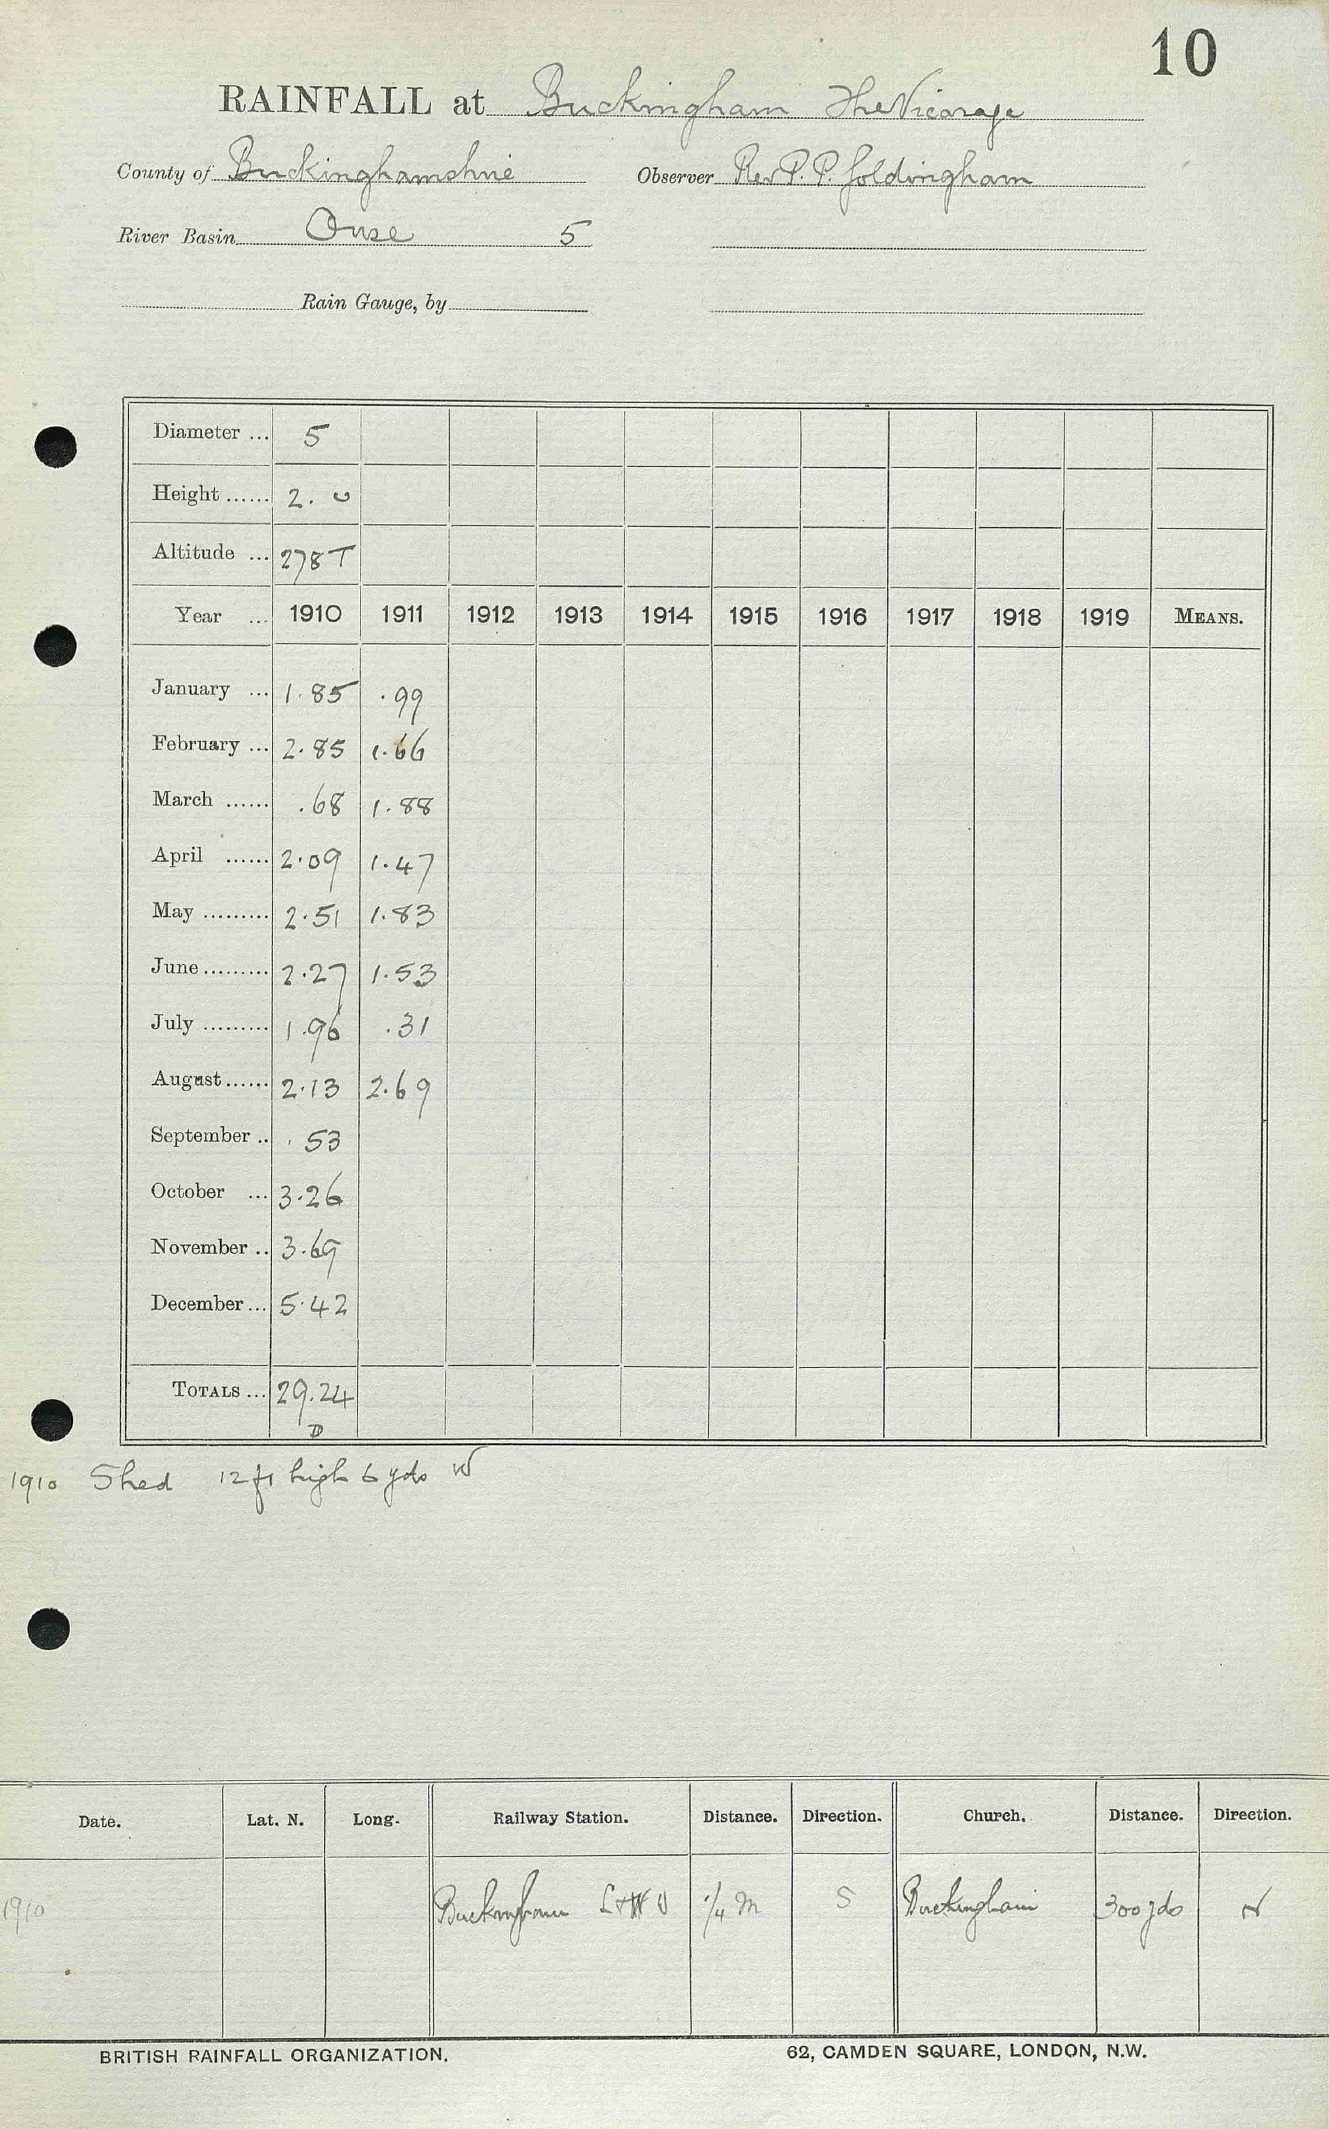 10
RAINFALL at Buckingham The Vicarage
County of Buckinghamshire Observer Rev P. P. Goldingham
River Basin Ouse 5
Rain Gauge, by
Diameter ... 5
Height ...... 2. 0
Altitude ... 278 T
Year ... 1910 1911 1912 1913 1914 1915 1916 1917 1918 1919 MEANS.
January ... 1.85 .99
February ... 2.85 1.66
March ...... .68 1.88
April ...... 2.09 1.47
May ......... 2.51 1.83
June ......... 2.27 1.53
July ......... 1.96 .31
August ...... 2.13 2.69
September .. .53
October ... 3.26
November .. 3.69
December ... 5.42
TOTALS ... 29.24
D
1910 Shed 12 ft high 6 yds W
Date. Lat. N. Long. Railway Station. Distance. Direction. Church. Distance. Direction.
1910 Buckingham 1/4 m S Buckingham 300 yds N
BRITISH RAINFALL ORGANIZATION. 62, CAMDEN SQUARE, LONDON, N.W.